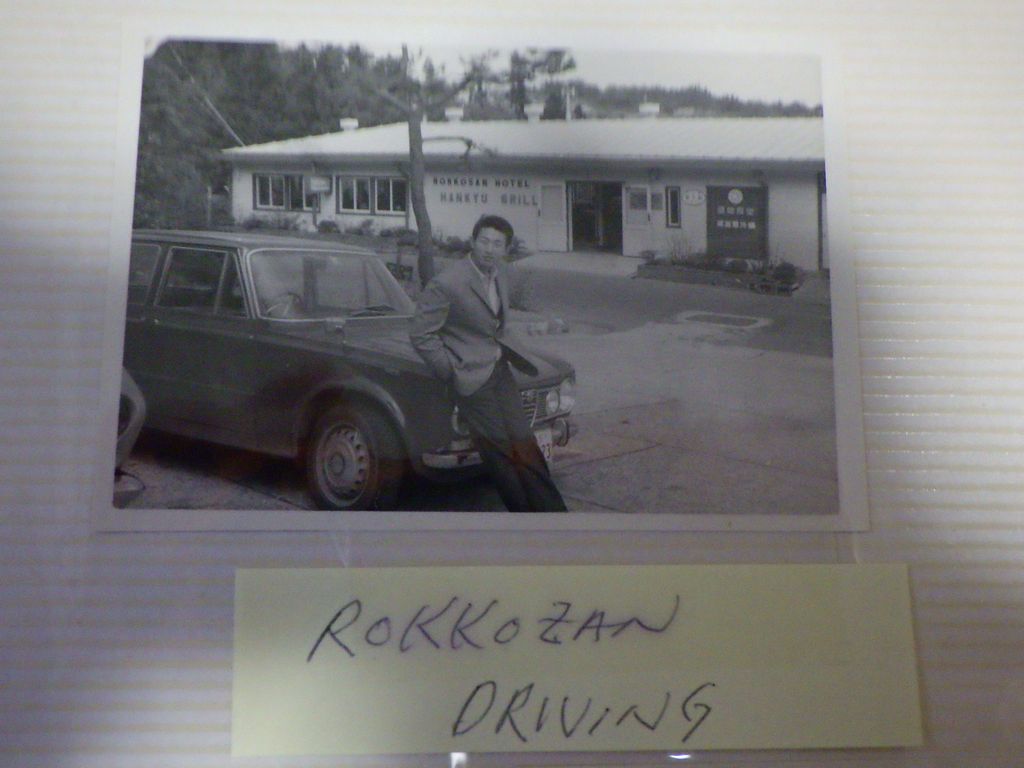 ROKKOSAN HOTEL
HANKYU GRILL
ROKKOZAN
DRIVING